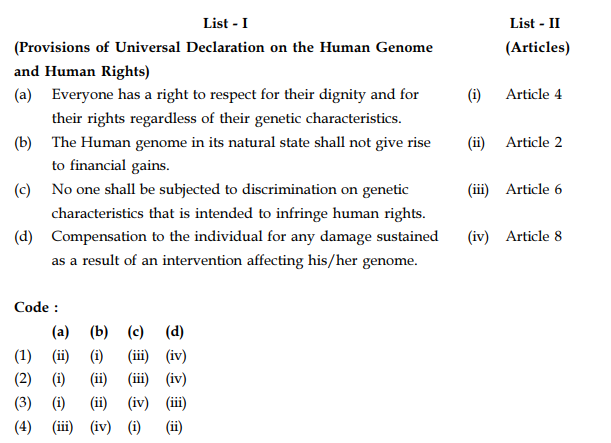 List - I List - II
(Provisions of Universal Declaration on the Human Genome (Articles)
and Human Rights)
(a) Everyone has a right to respect for their dignity and for (i) Article 4
their rights regardless of their genetic characteristics.
(b) The Human genome in its natural state shall not give rise (ii) Article 2
to financial gains.
(c) No one shall be subjected to discrimination on genetic (iii) Article 6
characteristics that is intended to infringe human rights.
(d) Compensation to the individual for any damage sustained (iv) Article 8
as a result of an intervention affecting his/her genome.
Code :
(a) (b) (c) (d)
(1) (ii) (i) (iii) (iv)
(2) (i) (ii) (iii) (iv)
(3) (i) (ii) (iv) (iii)
(4) (iii) (iv) (i) (ii)